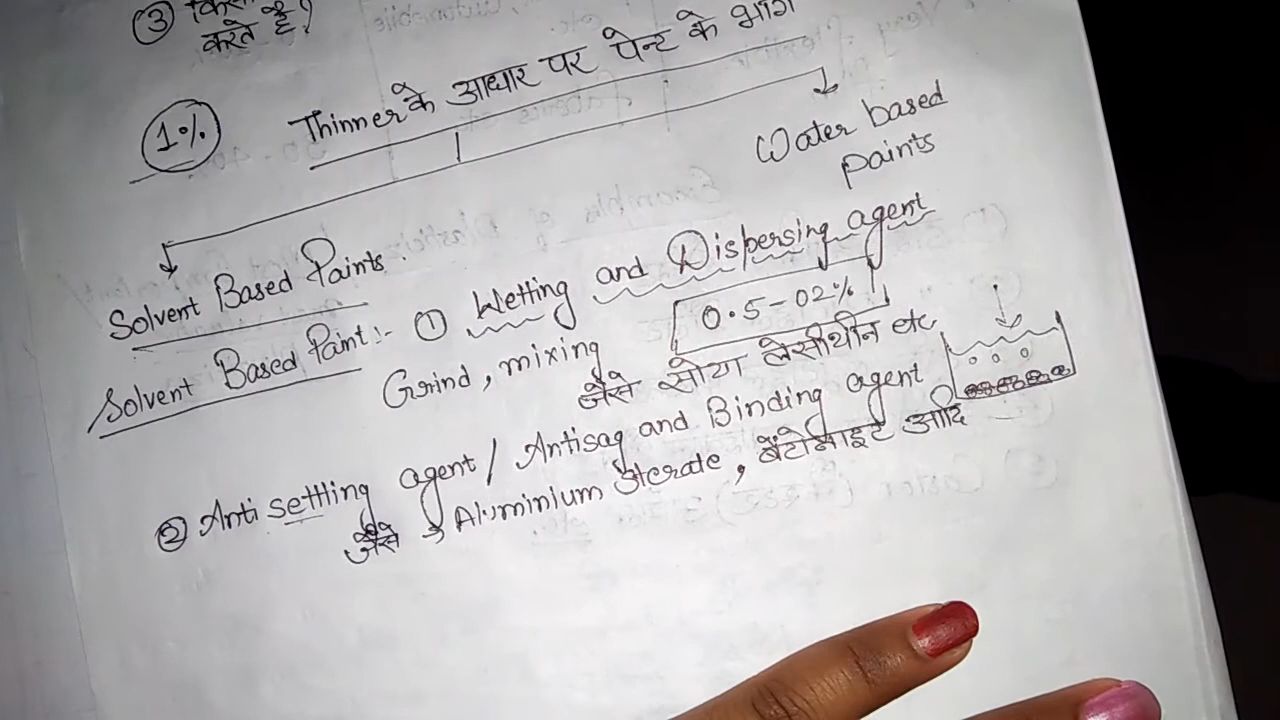 ③
करते है?
1%
Thinner के आधार पर पेन्ट के भाग
Water based
paints
Solvent Based Paints.
Solvent Based Paint:- ① Wetting and Dispersing agent
Grind, mixing
0.5-02%
जैसे सोया लेसीथीन etc.
② Anti settling agent / Antisag and Binding agent
जैसे → Aluminium Sterate, बेंटोनाइट आदि